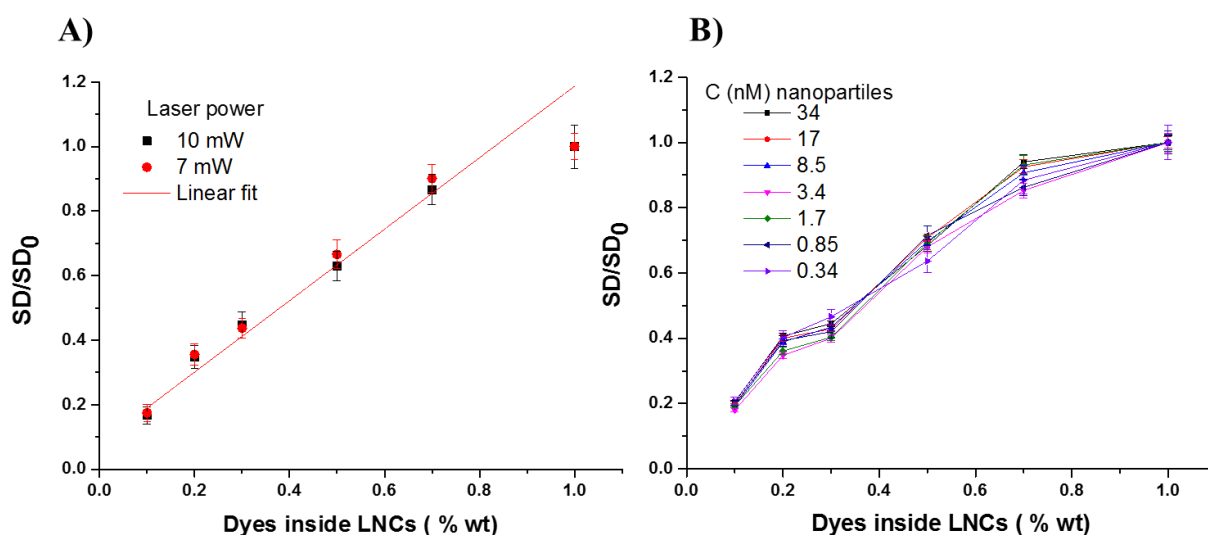 A)
1.2
1.0
0.8
0.6
0.4
0.2
0.0
SD/SD0
Laser power
10 mW
7 mW
Linear fit
0.0 0.2 0.4 0.6 0.8 1.0
Dyes inside LNCs ( % wt)
B)
1.2
1.0
0.8
0.6
0.4
0.2
0.0
SD/SD0
C (nM) nanopartiles
34
17
8.5
3.4
1.7
0.85
0.34
0.0 0.2 0.4 0.6 0.8 1.0
Dyes inside LNCs ( % wt)